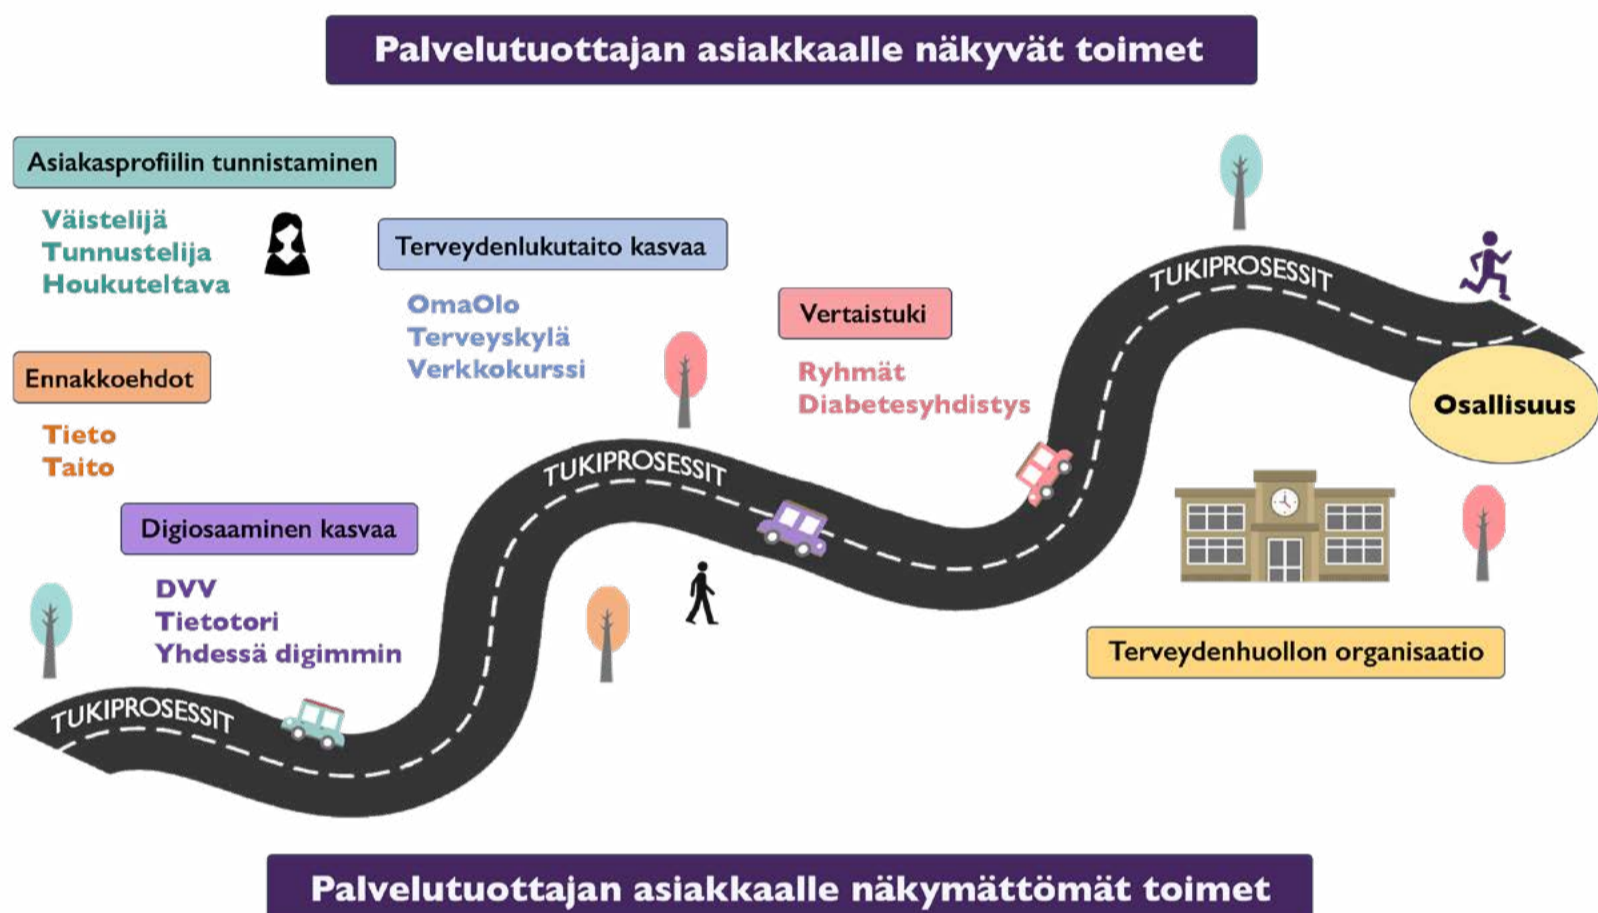 Palvelutuottajan asiakkaalle näkyvät toimet
Asiakasprofiilin tunnistaminen
Väistelijä
Tunnustelija
Houkuteltava
Terveydenlukutaito kasvaa
OmaOlo
Terveyskylä
Verkkokurssi
Vertaistuki
Ryhmät
Diabetesyhdistys
Ennakkoehdot
Tieto
Taito
Digiosaaminen kasvaa
DVV
Tietotori
Yhdessä digimmin
TUKIPROSESSIT
TUKIPROSESSIT
TUKIPROSESSIT
Osallisuus
Terveydenhuollon organisaatio
Palvelutuottajan asiakkaalle näkymättömät toimet